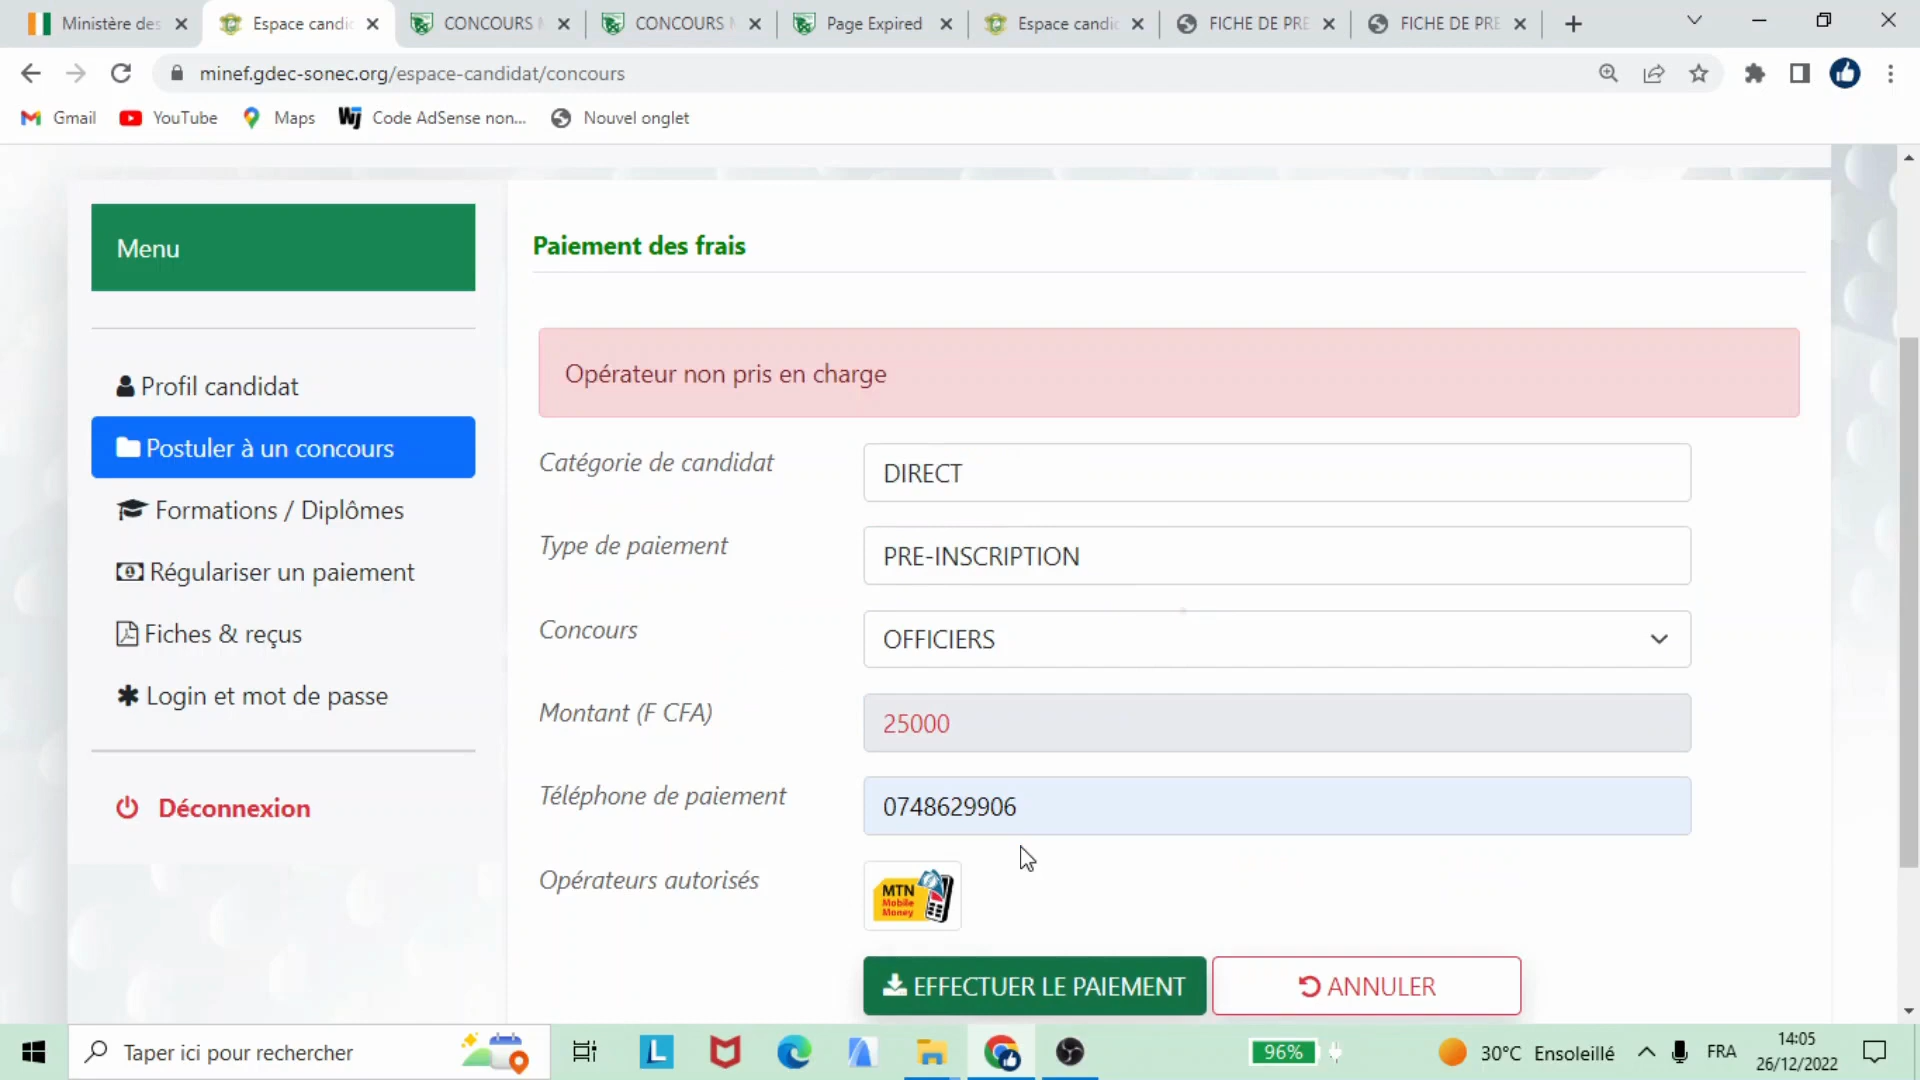 Ministère des
Espace candi
CONCOURS
CONCOURS
Page Expired
Espace candi
FICHE DE PRE
FICHE DE PRE
minef.gdec-sonec.org/espace-candidat/concours
Gmail
YouTube
Maps
Code AdSense non...
Nouvel onglet
Menu
Profil candidat
Postuler à un concours
Formations / Diplômes
Régulariser un paiement
Fiches & reçus
Login et mot de passe
Déconnexion
Paiement des frais
Opérateur non pris en charge
Catégorie de candidat
DIRECT
Type de paiement
PRE-INSCRIPTION
Concours
OFFICIERS
Montant (F CFA)
25000
Téléphone de paiement
0748629906
Opérateurs autorisés
MTN
Mobile
Money
EFFECTUER LE PAIEMENT
ANNULER
Taper ici pour rechercher
96%
30°C Ensoleillé
FRA
14:05
26/12/2022